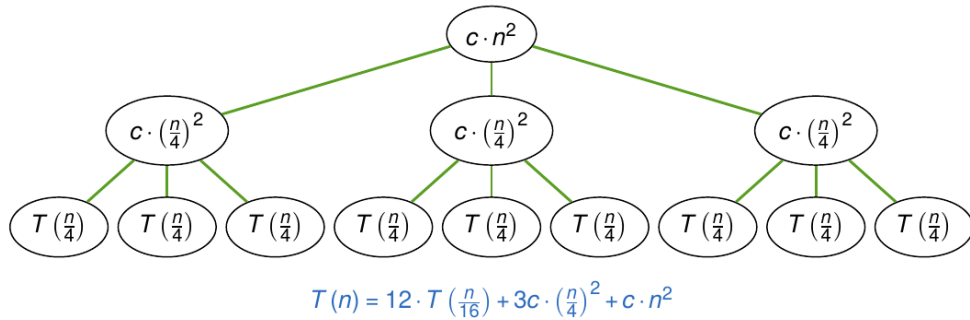 c · n²
c · (n/4)² c · (n/4)² c · (n/4)²
T (n/4) T (n/4) T (n/4) T (n/4) T (n/4) T (n/4) T (n/4) T (n/4) T (n/4)
T (n) = 12 · T (n/16) + 3c · (n/4)² + c · n²